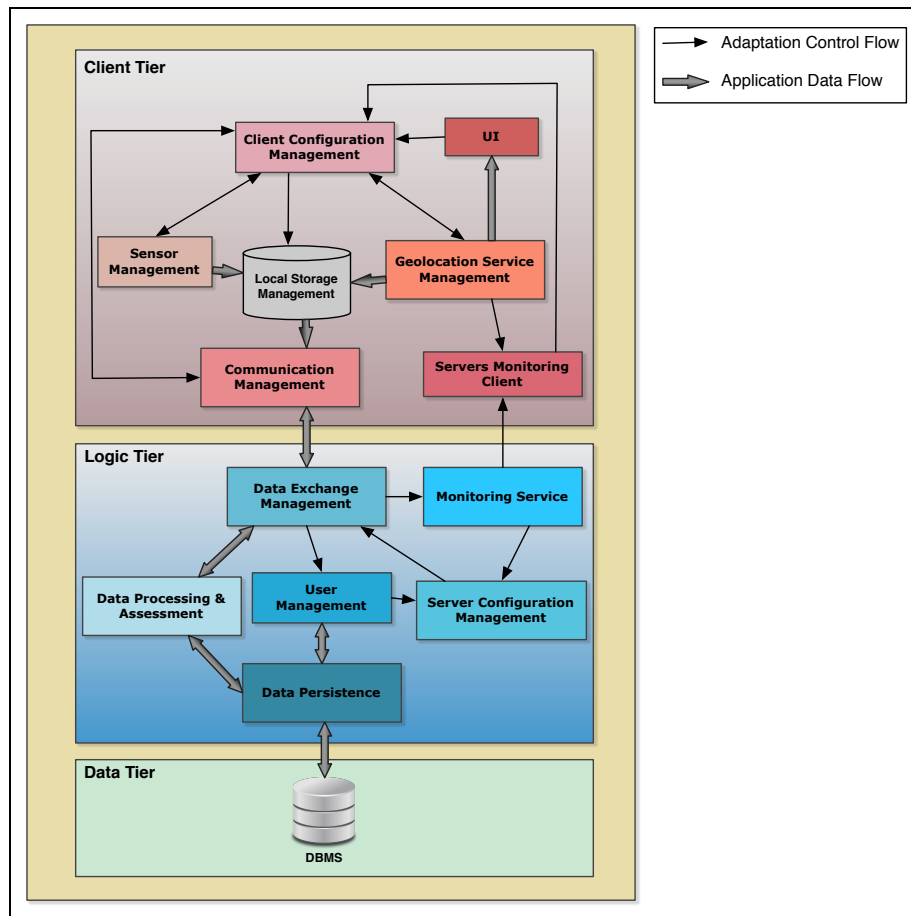 Adaptation Control Flow
Application Data Flow
Client Tier
Client Configuration
Management
UI
Sensor
Management
Local Storage
Management
Geolocation Service
Management
Communication
Management
Servers Monitoring
Client
Logic Tier
Data Exchange
Management
Monitoring Service
Data Processing &
Assessment
User
Management
Server Configuration
Management
Data Persistence
Data Tier
DBMS